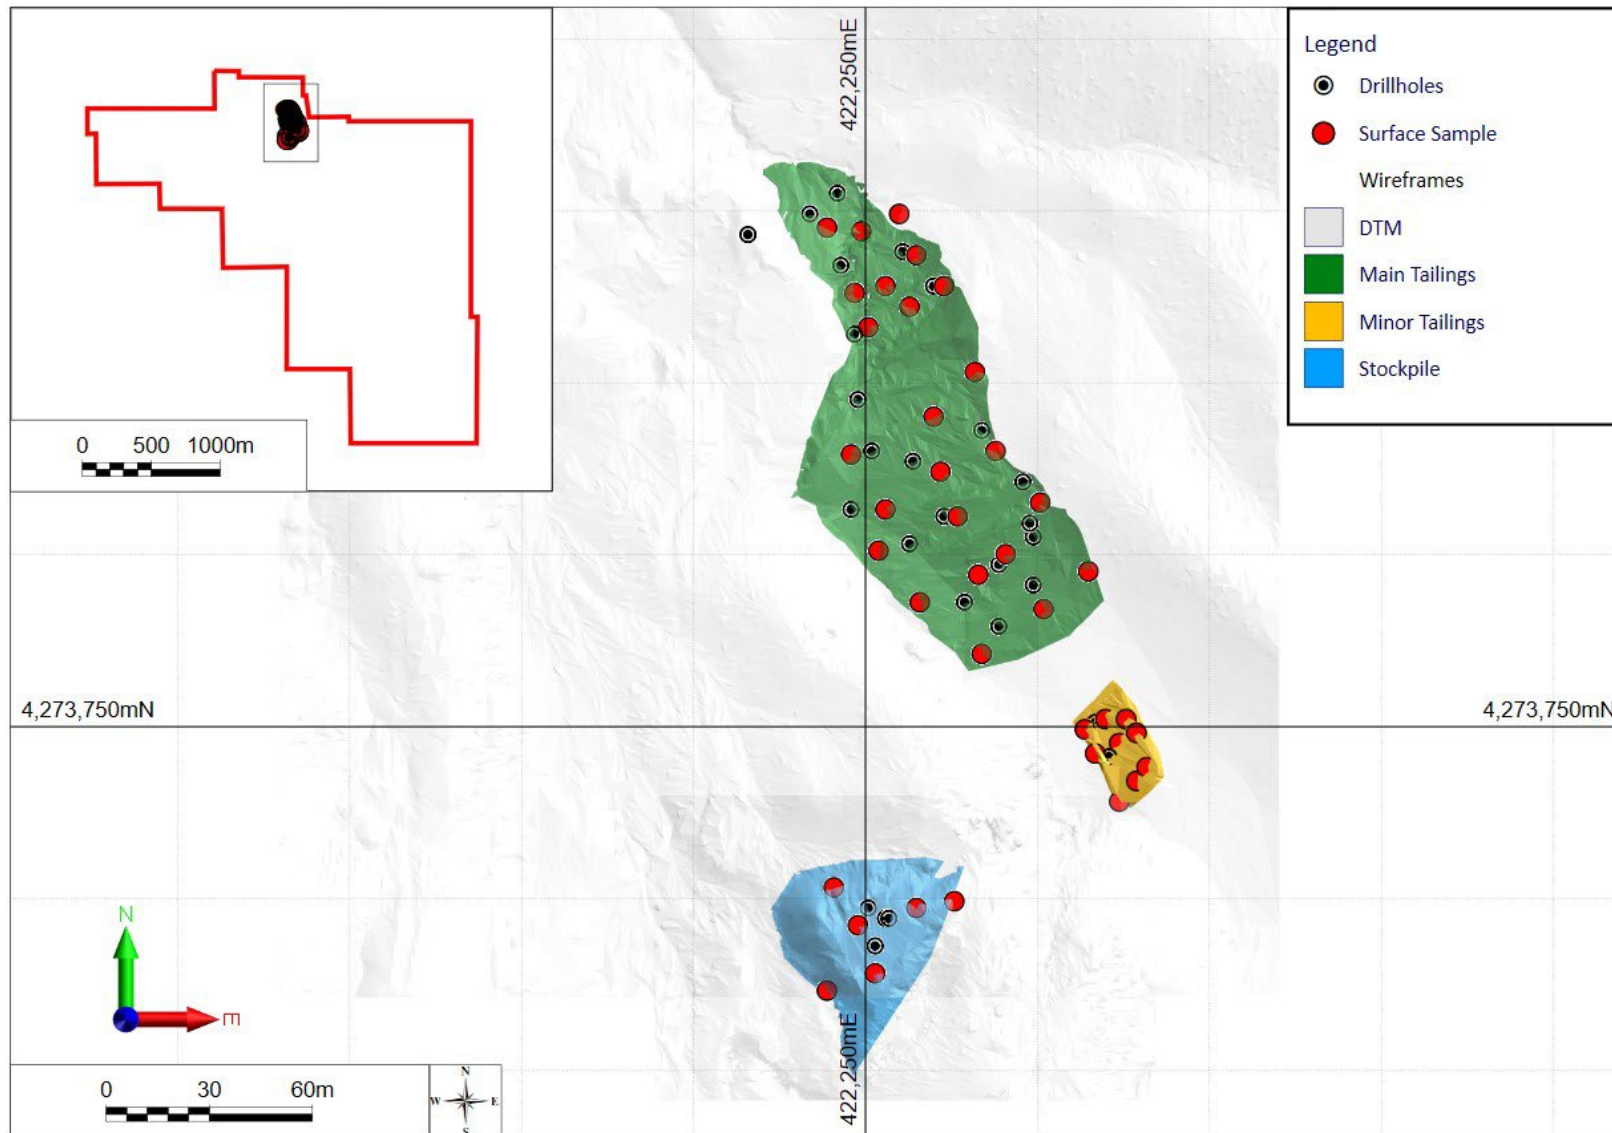 422,250mE
Legend
Drillholes
Surface Sample
Wireframes
DTM
Main Tailings
Minor Tailings
Stockpile
0 500 1000m
4,273,750mN
4,273,750mN
N
E
422,250mE
0 30 60m
N
W E
S